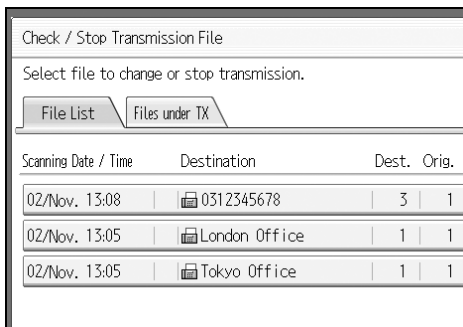 Check / Stop Transmission File
Select file to change or stop transmission.
File List Files under TX
Scanning Date / Time Destination Dest. Orig.
02/Nov. 13:08 0312345678 3 1
02/Nov. 13:05 London Office 1 1
02/Nov. 13:05 Tokyo Office 1 1